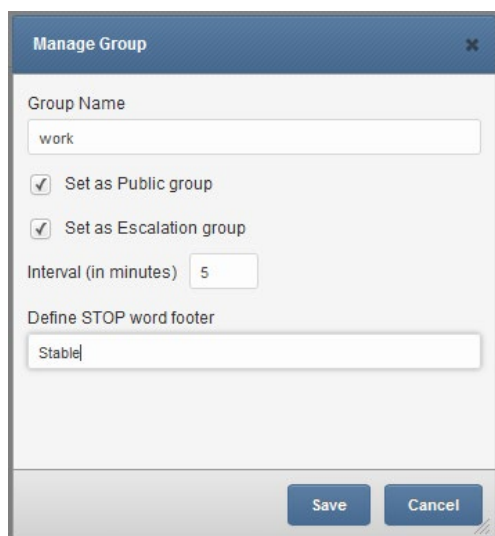 Manage Group
Group Name
work
Set as Public group
Set as Escalation group
Interval (in minutes) 5
Define STOP word footer
Stable
Save Cancel